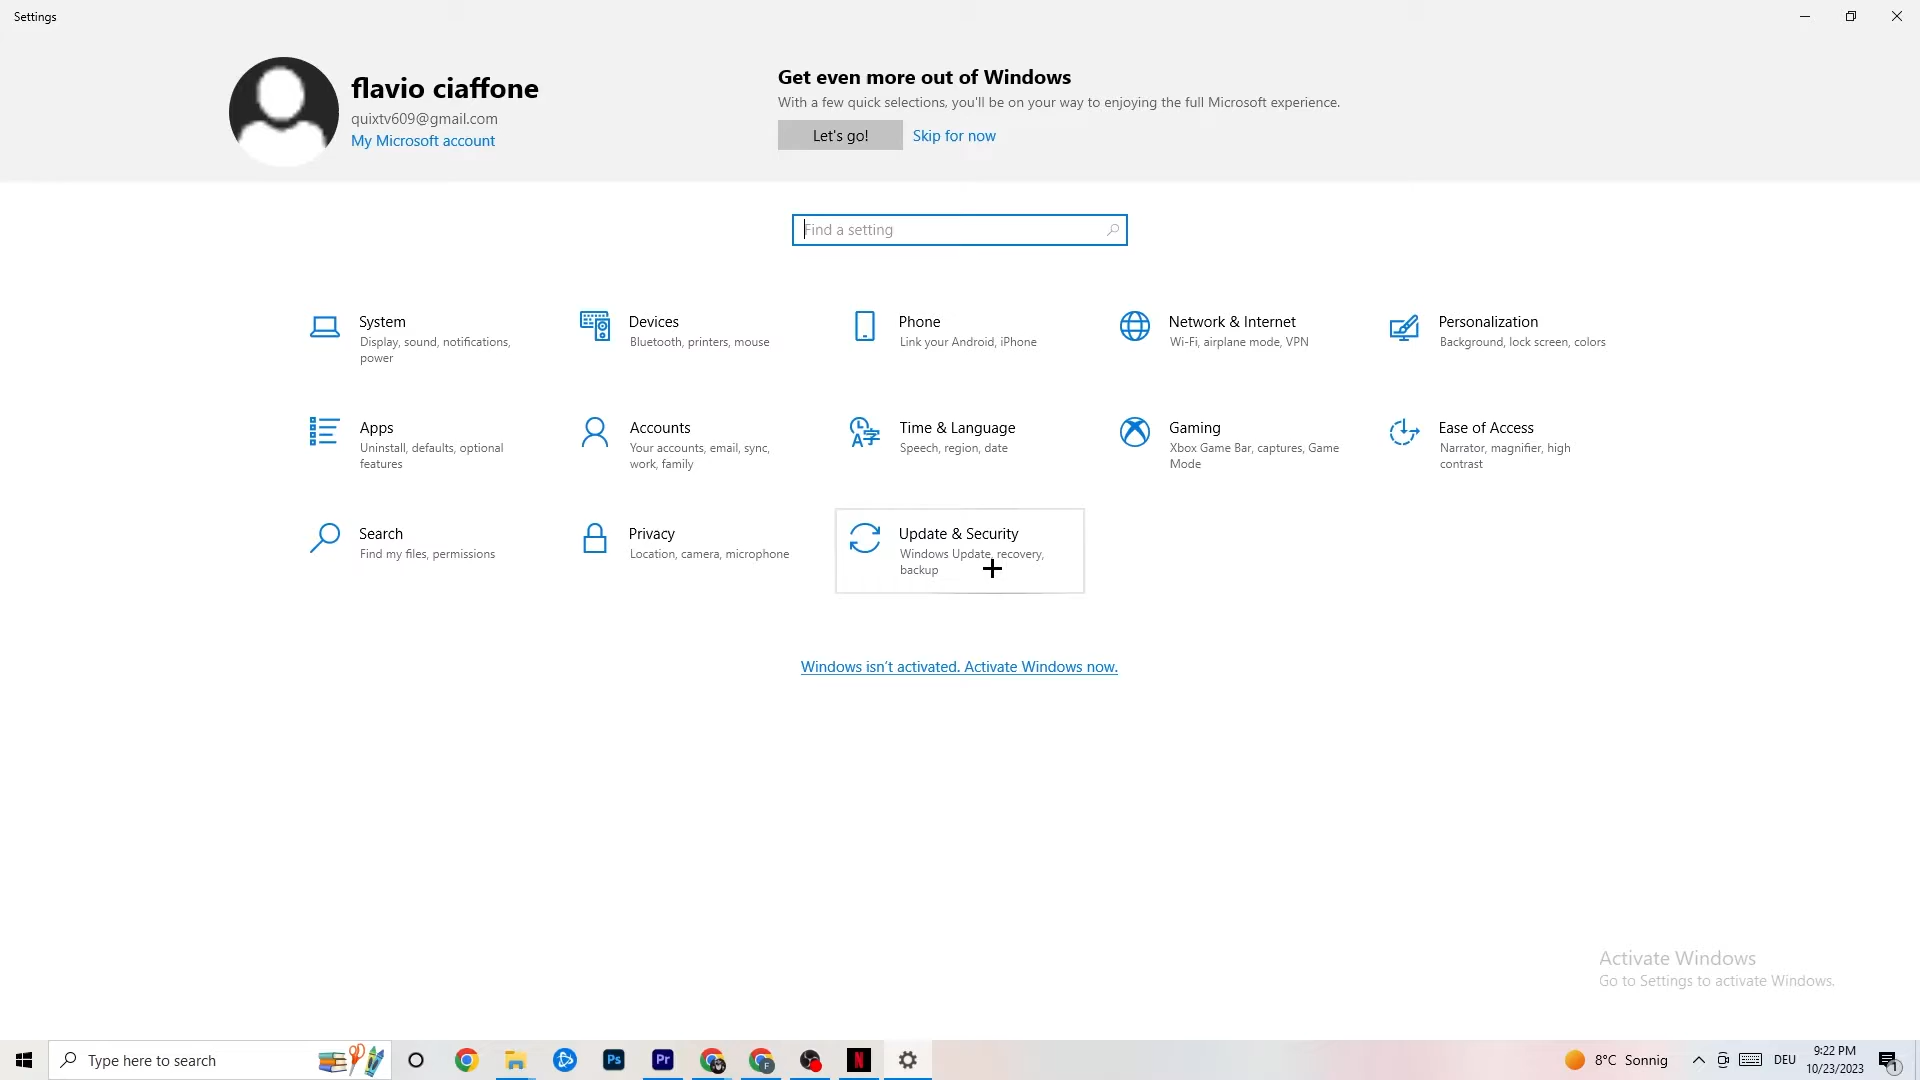 Settings
flavio ciaffone
quixtv609@gmail.com
My Microsoft account
Get even more out of Windows
With a few quick selections, you'll be on your way to enjoying the full Microsoft experience.
Let's go!
Skip for now
Find a setting
System
Display, sound, notifications,
power
Devices
Bluetooth, printers, mouse
Phone
Link your Android, iPhone
Network & Internet
Wi-Fi, airplane mode, VPN
Personalization
Background, lock screen, colors
Apps
Uninstall, defaults, optional
features
Accounts
Your accounts, email, sync,
work, family
Time & Language
Speech, region, date
Gaming
Xbox Game Bar, captures, Game
Mode
Ease of Access
Narrator, magnifier, high
contrast
Search
Find my files, permissions
Privacy
Location, camera, microphone
Update & Security
Windows Update, recovery,
backup
Windows isn't activated. Activate Windows now.
Activate Windows
Go to Settings to activate Windows.
Type here to search
Ps
Pr
F
N
8°C Sonnig
DEU
9:22 PM
10/23/2023
1